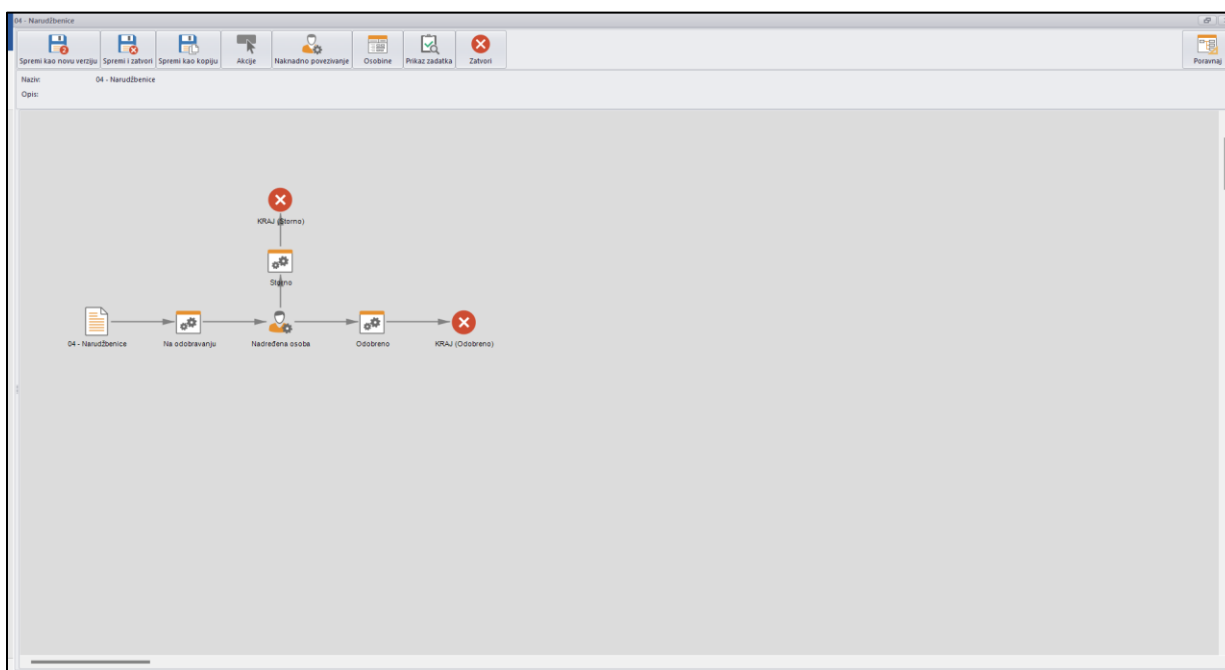 04 - Narudžbenice
Spremi kao novu verziju Spremi i zatvori Spremi kao kopiju Akcije Naknadno povezivanje Osobine Prikaz zadatka Zatvori Poravnaj
Naziv: 04 - Narudžbenice
Opis:
KRAJ (Storno)
Storno
04 - Narudžbenice Na odobravanju Nadređena osoba Odobreno KRAJ (Odobreno)